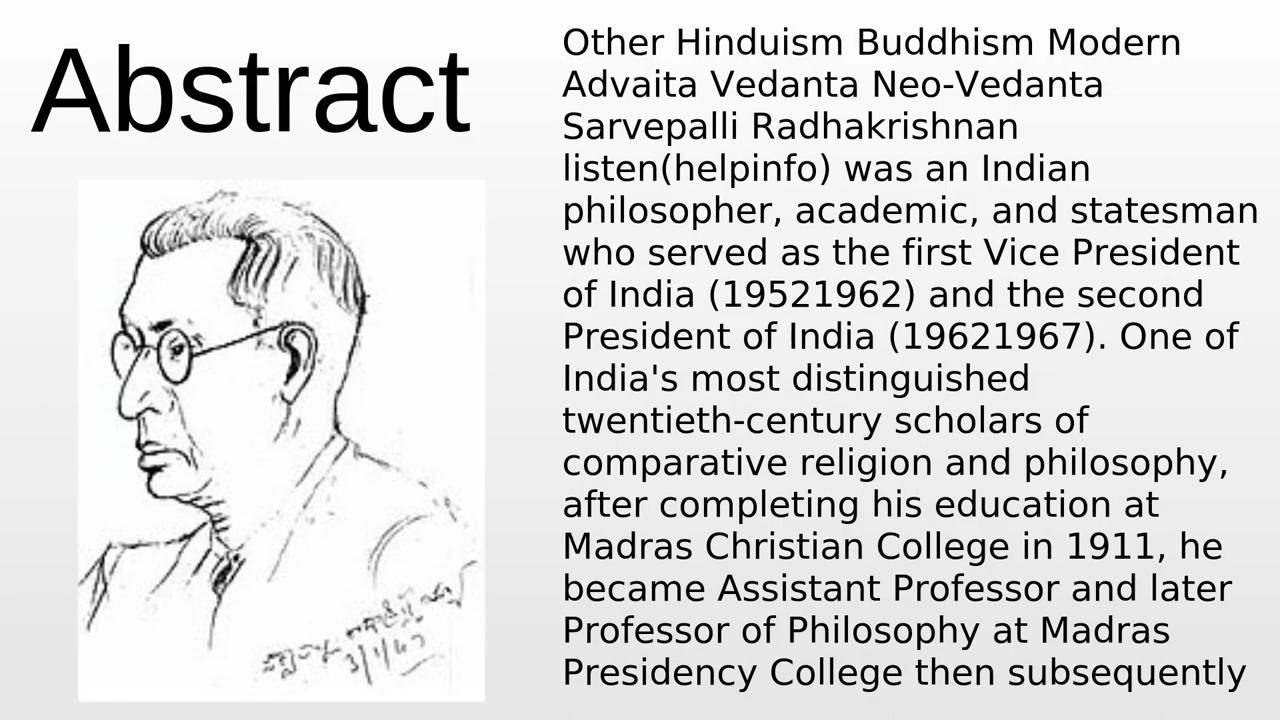 Abstract
Other Hinduism Buddhism Modern
Advaita Vedanta Neo-Vedanta
Sarvepalli Radhakrishnan
listen(helpinfo) was an Indian
philosopher, academic, and statesman
who served as the first Vice President
of India (19521962) and the second
President of India (19621967). One of
India's most distinguished
twentieth-century scholars of
comparative religion and philosophy,
after completing his education at
Madras Christian College in 1911, he
became Assistant Professor and later
Professor of Philosophy at Madras
Presidency College then subsequently